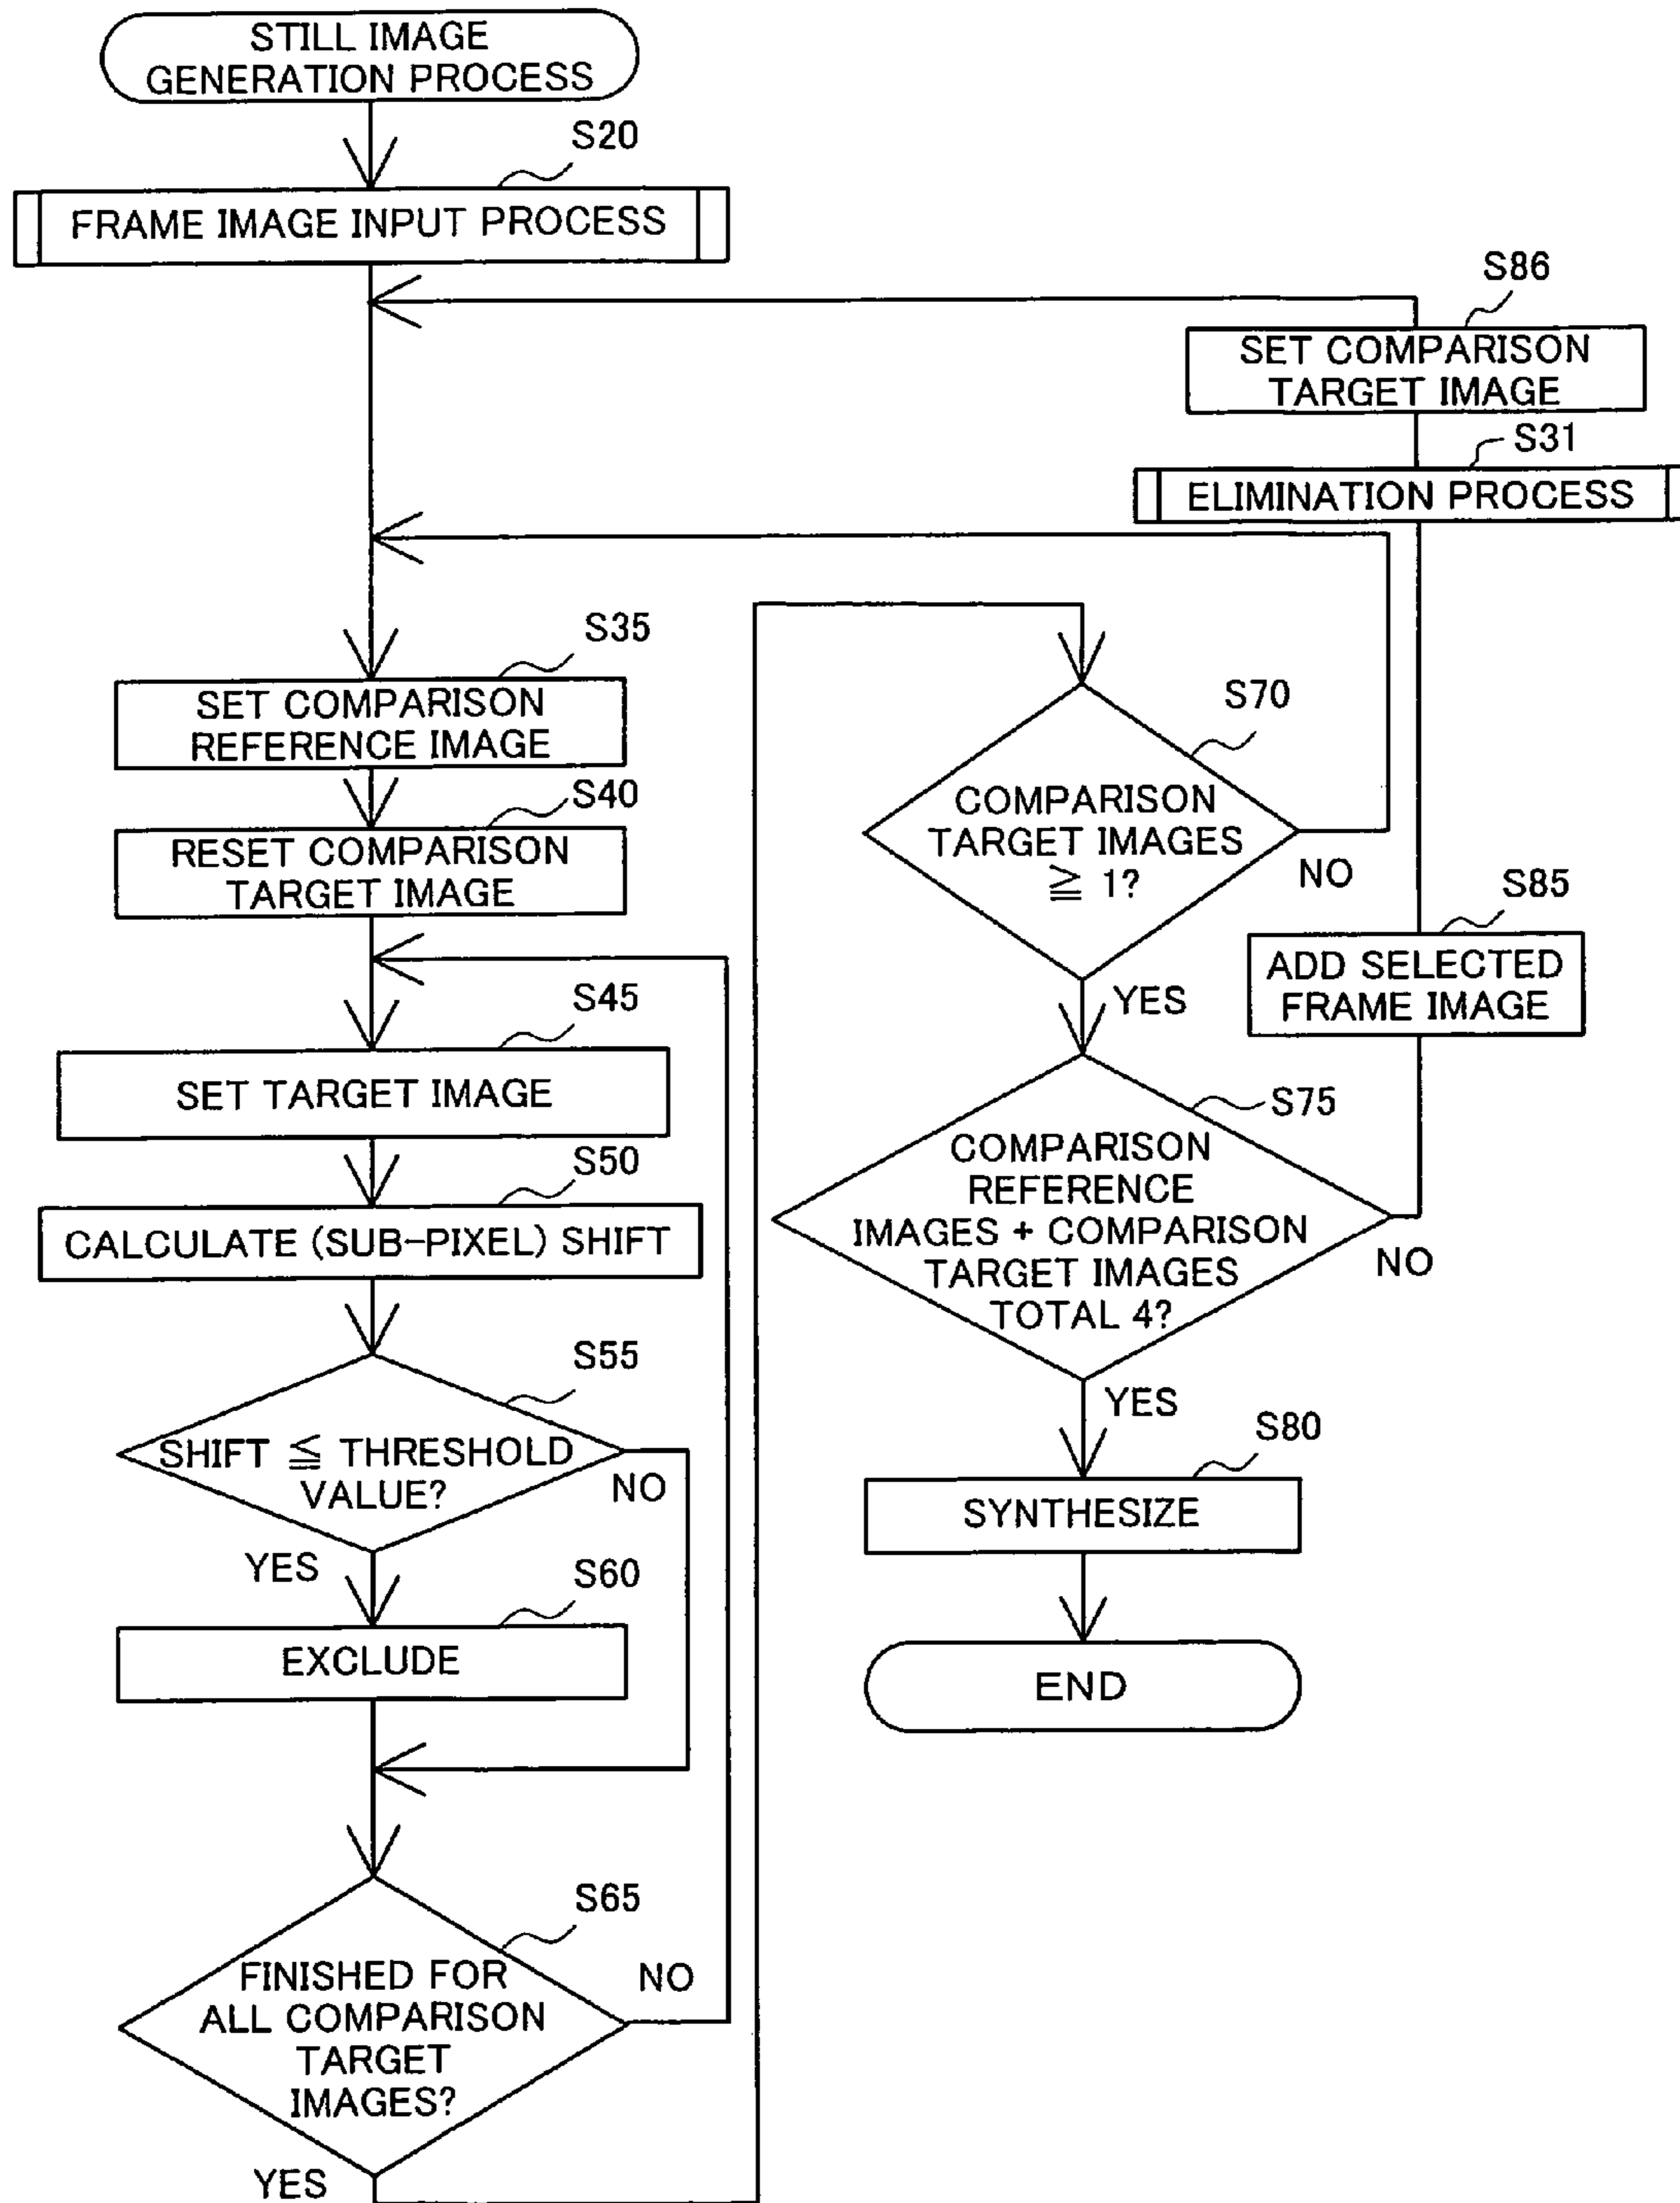 STILL IMAGE
GENERATION PROCESS
S20
FRAME IMAGE INPUT PROCESS
S86
SET COMPARISON
TARGET IMAGE
S31
ELIMINATION PROCESS
S35
SET COMPARISON
REFERENCE IMAGE
S40
RESET COMPARISON
TARGET IMAGE
S45
SET TARGET IMAGE
S50
CALCULATE (SUB-PIXEL) SHIFT
S55
SHIFT ≦ THRESHOLD
VALUE?
NO
YES
S60
EXCLUDE
S65
FINISHED FOR
ALL COMPARISON
TARGET
IMAGES?
NO
YES
S70
COMPARISON
TARGET IMAGES
≧ 1?
NO
YES
S85
ADD SELECTED
FRAME IMAGE
S75
COMPARISON
REFERENCE
IMAGES + COMPARISON
TARGET IMAGES
TOTAL 4?
NO
YES
S80
SYNTHESIZE
END